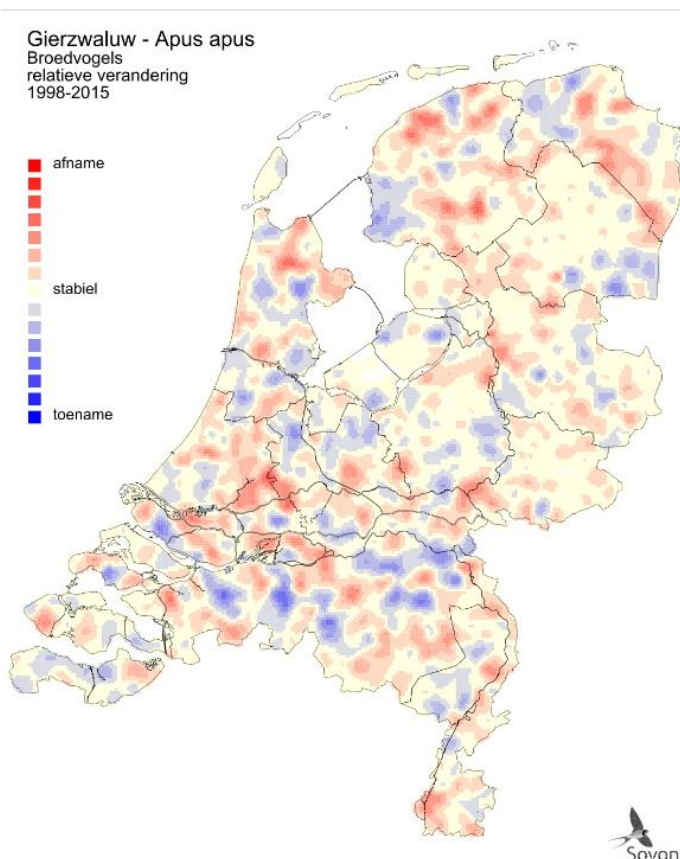 Gierzwaluw - Apus apus
Broedvogels
relatieve verandering
1998-2015
afname
stabiel
toename
Sovon